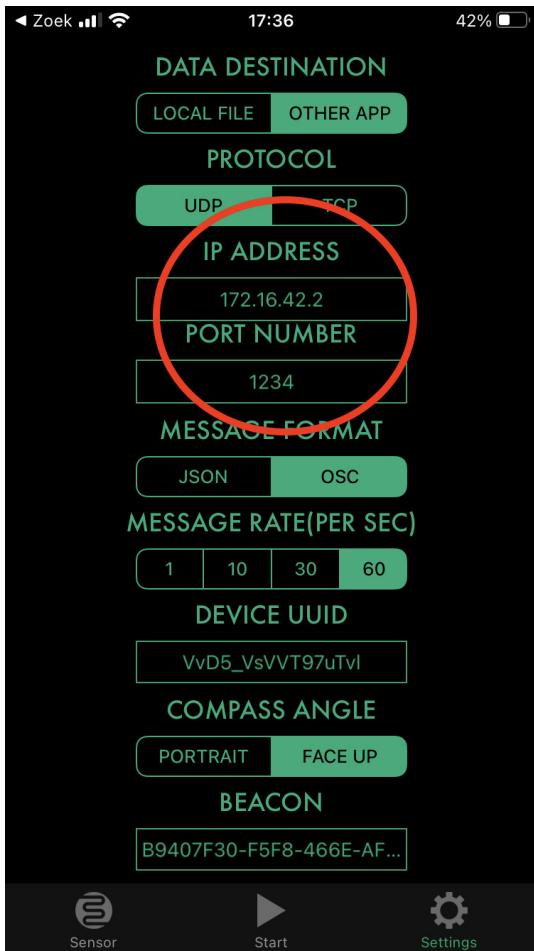 Zoek 17:36 42%
DATA DESTINATION
LOCAL FILE OTHER APP
PROTOCOL
UDP TCP
IP ADDRESS
172.16.42.2
PORT NUMBER
1234
MESSAGE FORMAT
JSON OSC
MESSAGE RATE(PER SEC)
1 10 30 60
DEVICE UUID
VvD5_VsVVT97uTvl
COMPASS ANGLE
PORTRAIT FACE UP
BEACON
B9407F30-F5F8-466E-AF...
Sensor Start Settings